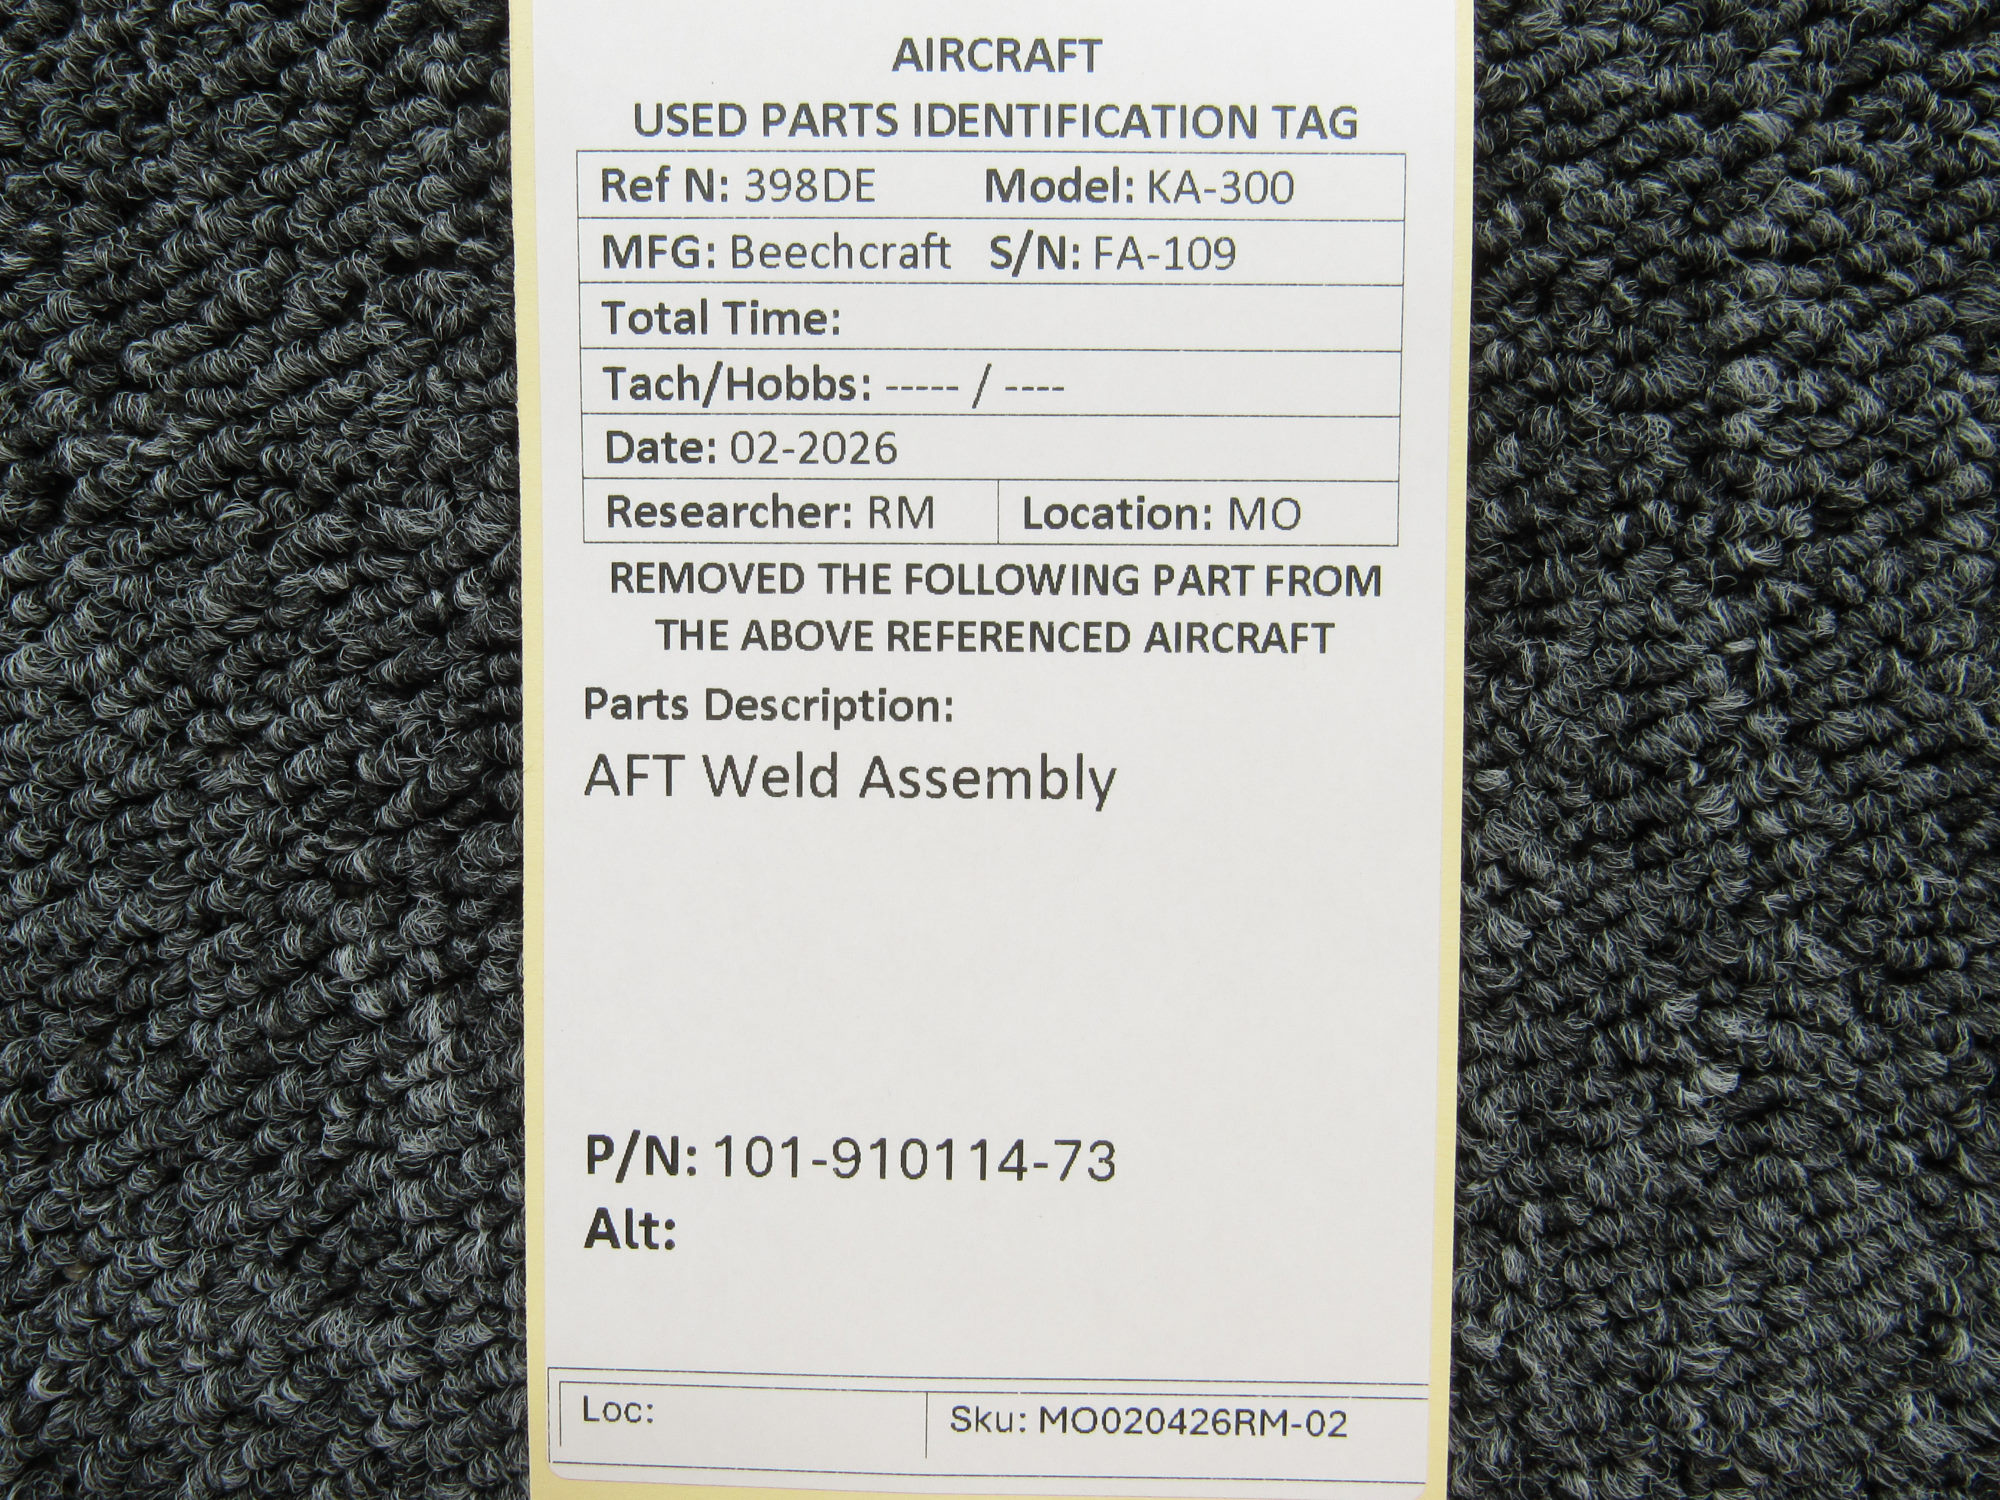 AIRCRAFT
USED PARTS IDENTIFICATION TAG
Ref N: 398DE Model: KA-300
MFG: Beechcraft S/N: FA-109
Total Time:
Tach/Hobbs: ----- / ----
Date: 02-2026
Researcher: RM Location: MO
REMOVED THE FOLLOWING PART FROM
THE ABOVE REFERENCED AIRCRAFT
Parts Description:
AFT Weld Assembly
P/N: 101-910114-73
Alt:
Loc: Sku: MO020426RM-02